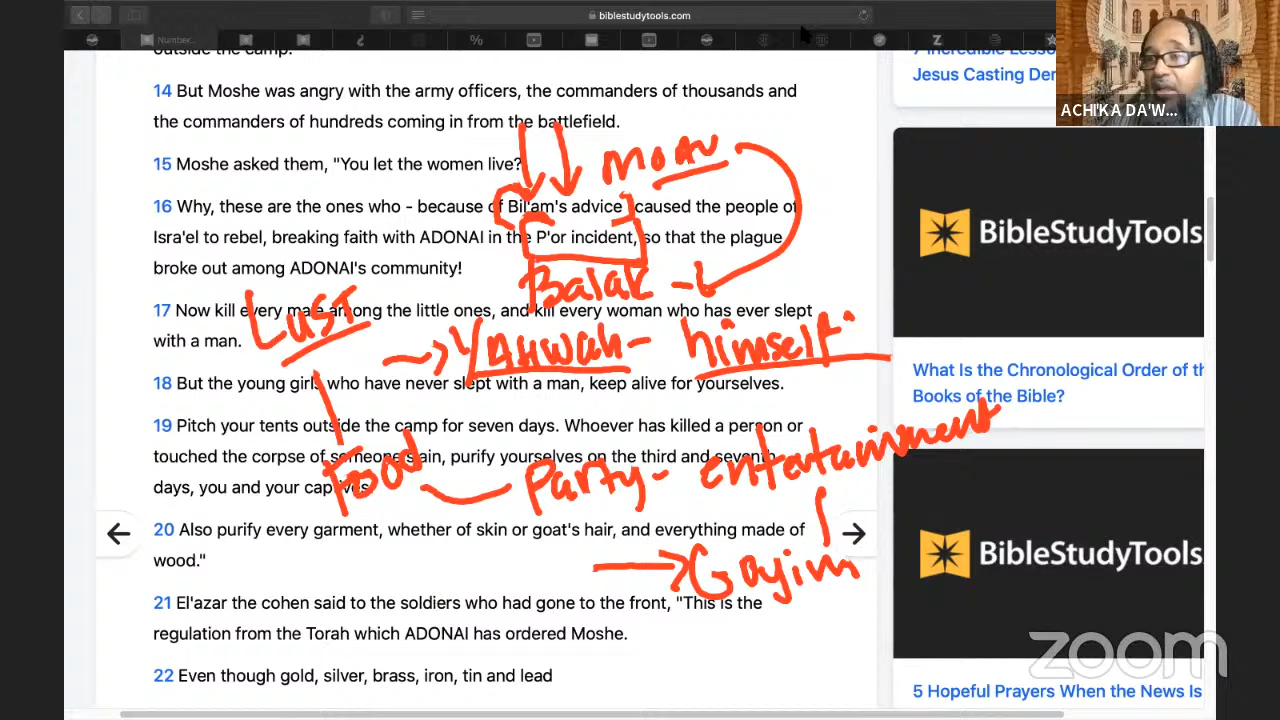 biblestudytools.com
Number
outside the camp.
14 But Moshe was angry with the army officers, the commanders of thousands and
the commanders of hundreds coming in from the battlefield.
15 Moshe asked them, "You let the women live?
16 Why, these are the ones who - because of Bil'am's advice - caused the people of
Isra'el to rebel, breaking faith with ADONAI in the P'or incident, so that the plague
broke out among ADONAI's community!
17 Now kill every male among the little ones, and kill every woman who has ever slept
with a man.
18 But the young girls who have never slept with a man, keep alive for yourselves.
19 Pitch your tents outside the camp for seven days. Whoever has killed a person or
touched the corpse of someone slain, purify yourselves on the third and seventh
days, you and your captives.
20 Also purify every garment, whether of skin or goat's hair, and everything made of
wood."
21 El'azar the cohen said to the soldiers who had gone to the front, "This is the
regulation from the Torah which ADONAI has ordered Moshe.
22 Even though gold, silver, brass, iron, tin and lead
Moav
Balak
LUST
YAHWAH - himself
Food
Party - entertainment
Goyim
Jesus Casting De
BibleStudyTools
What Is the Chronological Order of th
Books of the Bible?
BibleStudyTools
5 Hopeful Prayers When the News Is
ACHI'KA DA'W...
zoom